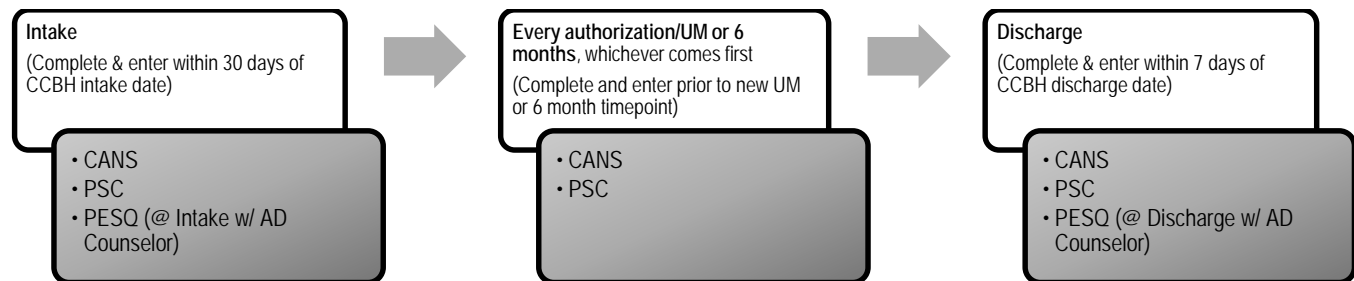 Intake
(Complete & enter within 30 days of
CCBH intake date)
• CANS
• PSC
• PESQ (@ Intake w/ AD
Counselor)
Every authorization/UM or 6
months, whichever comes first
(Complete and enter prior to new UM
or 6 month timepoint)
• CANS
• PSC
Discharge
(Complete & enter within 7 days of
CCBH discharge date)
• CANS
• PSC
• PESQ (@ Discharge w/ AD
Counselor)